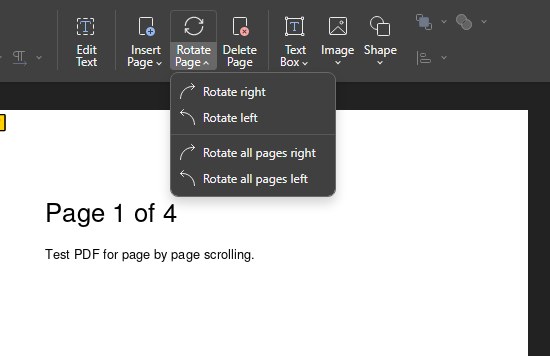 Edit Text
Insert Page
Rotate Page
Delete Page
Text Box
Image
Shape
Rotate right
Rotate left
Rotate all pages right
Rotate all pages left
Page 1 of 4
Test PDF for page by page scrolling.